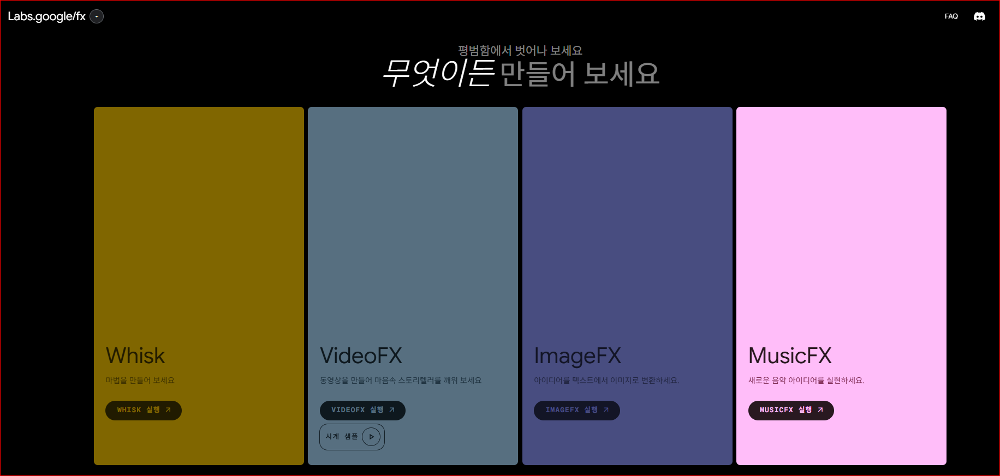 Labs.google/fx
FAQ
평범함에서 벗어나 보세요
무엇이든 만들어 보세요
Whisk
마법을 만들어 보세요
WHISK 실행
VideoFX
동영상을 만들어 마음속 스토리텔러를 깨워 보세요
VIDEOFX 실행
시계 샘플
ImageFX
아이디어를 텍스트에서 이미지로 변환하세요.
IMAGEFX 실행
MusicFX
새로운 음악 아이디어를 실현하세요.
MUSICFX 실행